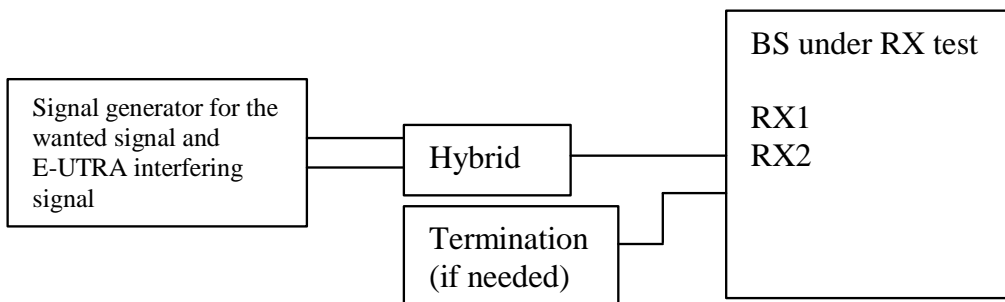 Signal generator for the
wanted signal and
E-UTRA interfering
signal
Hybrid
Termination
(if needed)
BS under RX test
RX1
RX2